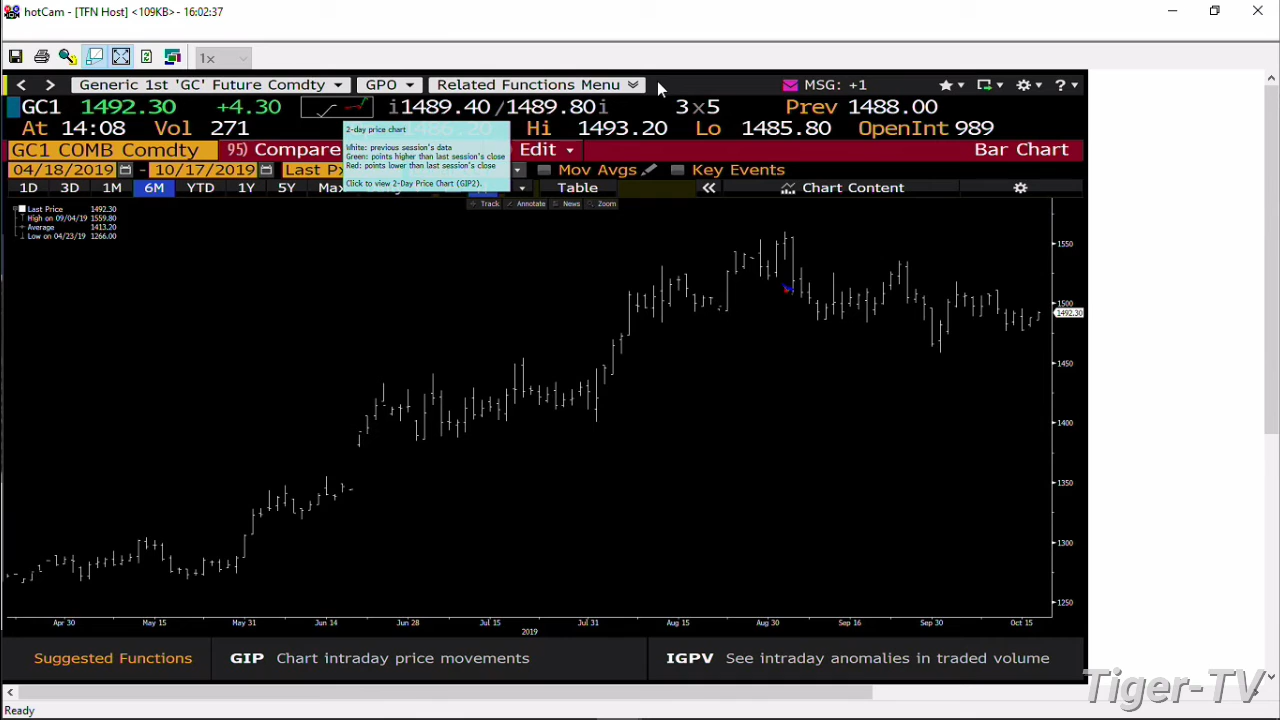 hotCam - [TFN Host] <109KB> - 16:02:37
1x
Generic 1st 'GC' Future Comdty GPO Related Functions Menu MSG: +1 ?
GC1 1492.30 +4.30 i1489.40 /1489.80i 3x5 Prev 1488.00
At 14:08 Vol 271 1486.20 Hi 1493.20 Lo 1485.80 OpenInt 989
2-day price chart
White: previous session's data
Green: points higher than last session's close
Red: points lower than last session's close
Click to view 2-Day Price Chart (GIP2).
GC1 COMB Comdty 95) Compare Edit Bar Chart
04/18/2019 - 10/17/2019 Last Px Mov Avgs Key Events
1D 3D 1M 6M YTD 1Y 5Y Max Table « Chart Content
Track Annotate News Zoom
Last Price 1492.30
High on 09/04/19 1559.80
Average 1413.20
Low on 04/23/19 1266.00
1550
1500
1492.30
1450
1400
1350
1300
1250
Apr 30 May 15 May 31 Jun 14 Jun 28 Jul 15 Jul 31 Aug 15 Aug 30 Sep 16 Sep 30 Oct 15
2019
Suggested Functions GIP Chart intraday price movements IGPV See intraday anomalies in traded volume
Tiger-TV
Ready